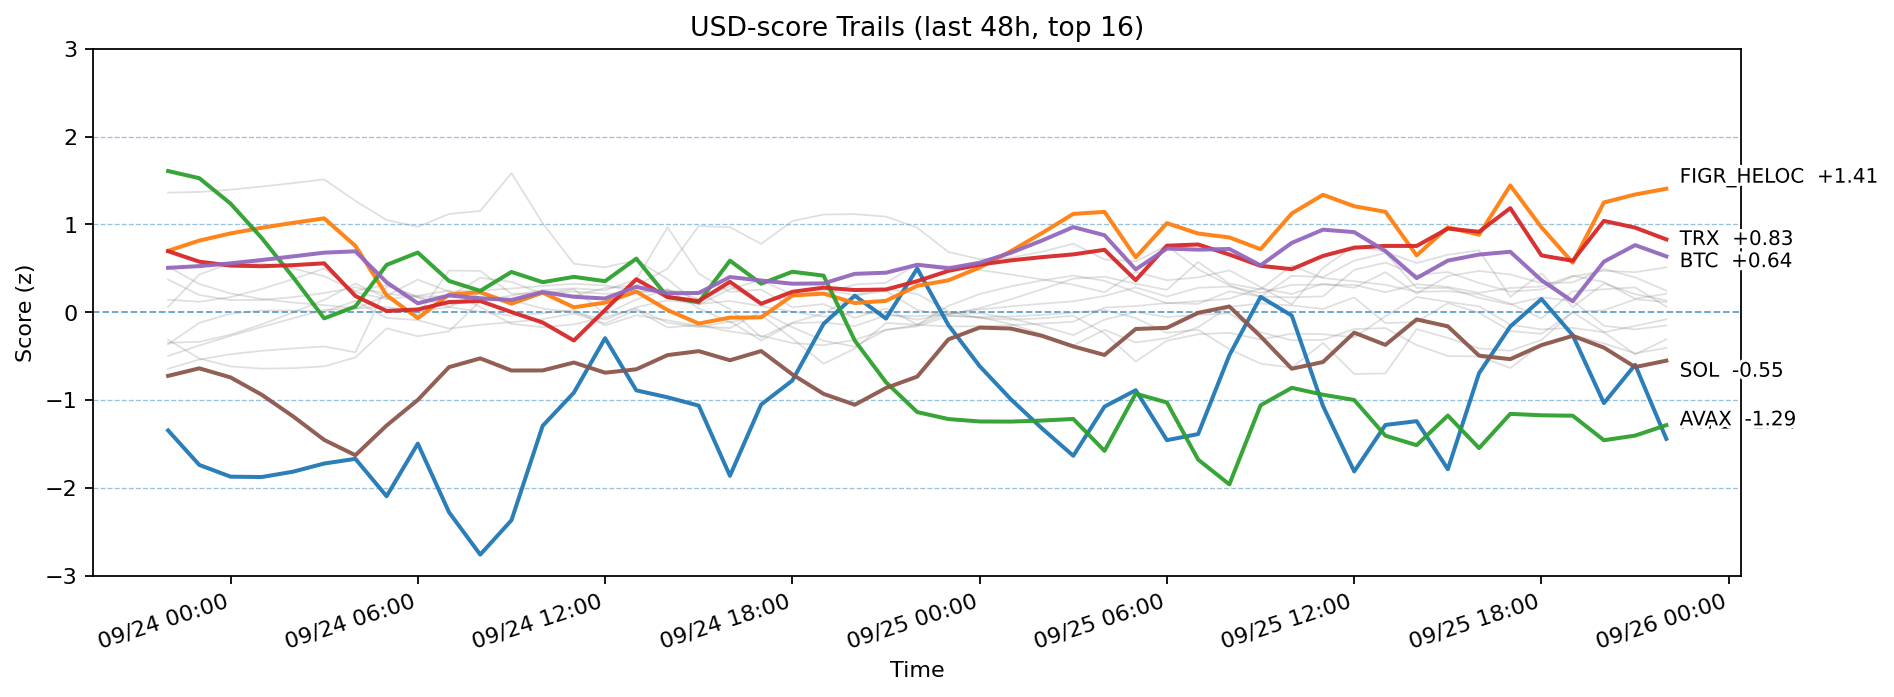 USD-score Trails (last 48h, top 16)
Score (z)
3
2
1
0
−1
−2
−3
FIGR_HELOC +1.41
TRX +0.83
BTC +0.64
SOL -0.55
AVAX -1.29
09/24 00:00
09/24 06:00
09/24 12:00
09/24 18:00
09/25 00:00
09/25 06:00
09/25 12:00
09/25 18:00
09/26 00:00
Time